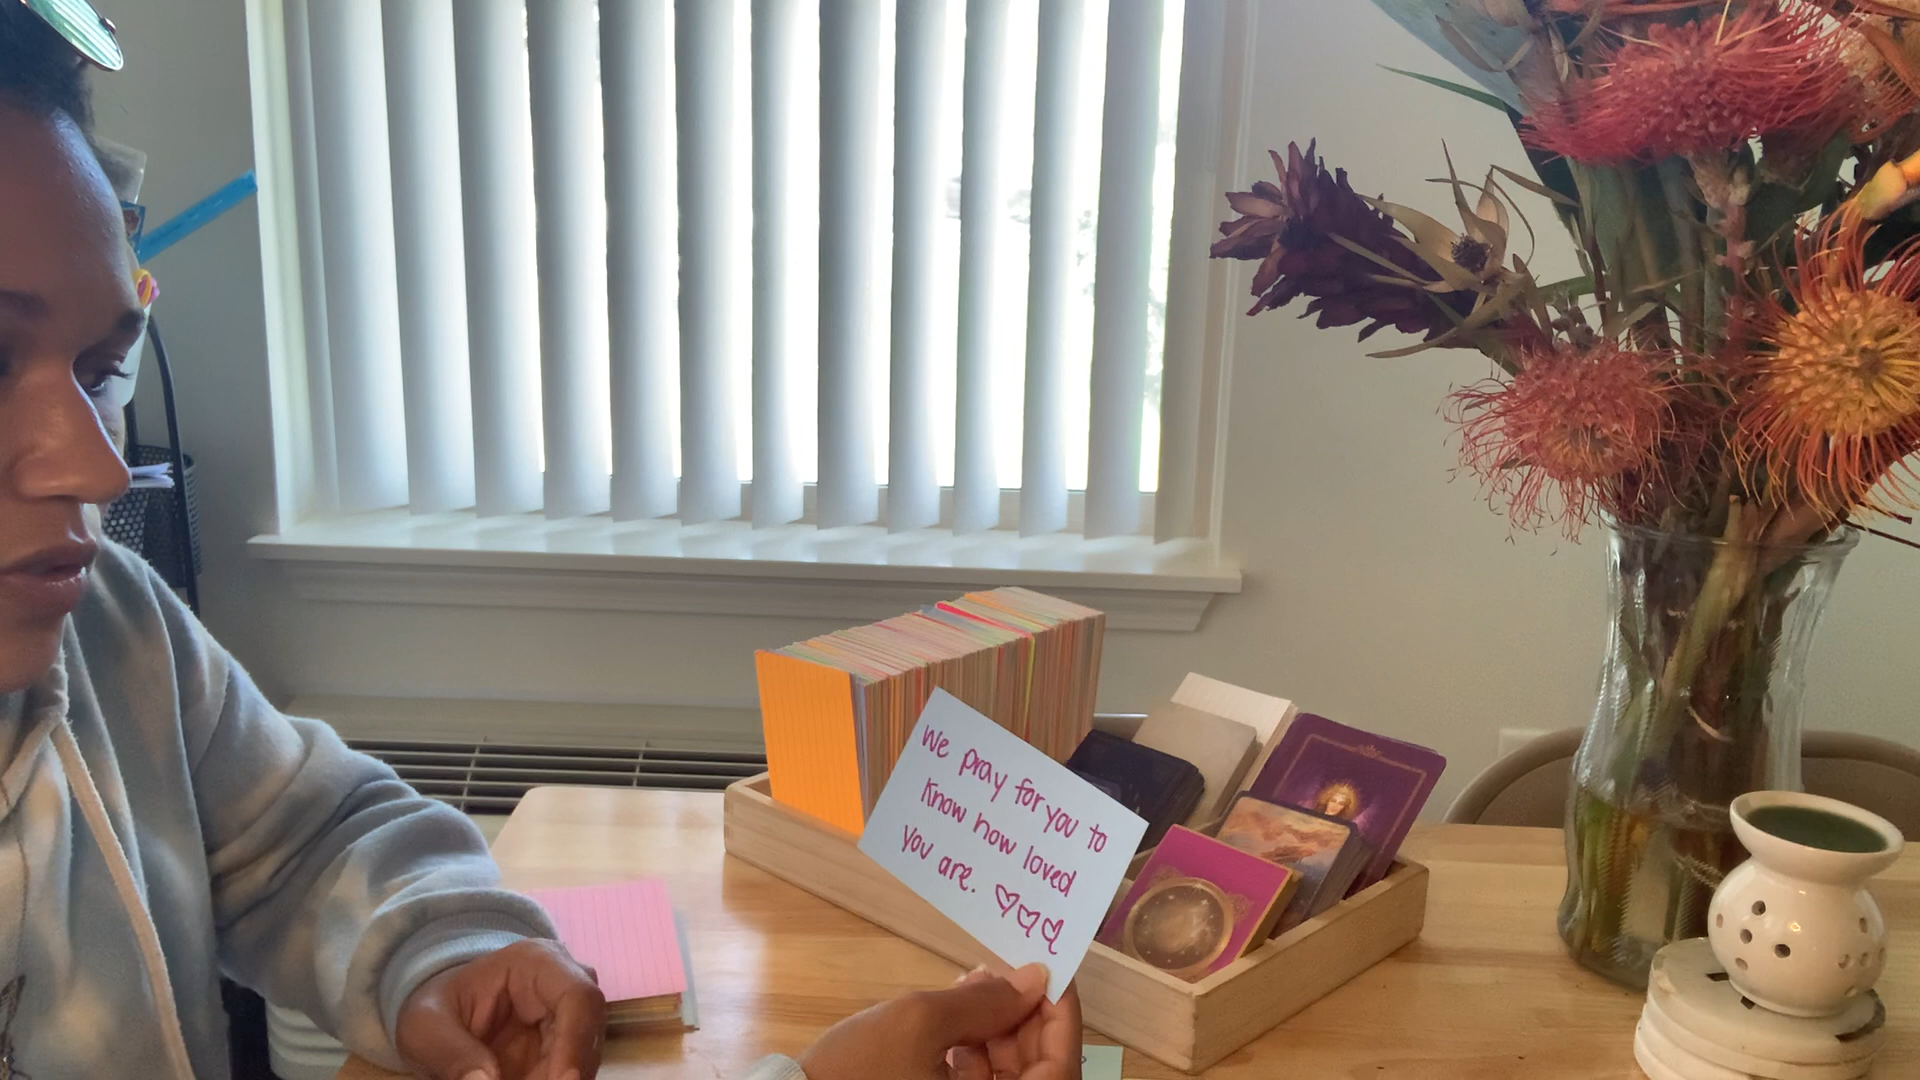 We pray for you to
know how loved
you are. ♡♡♡